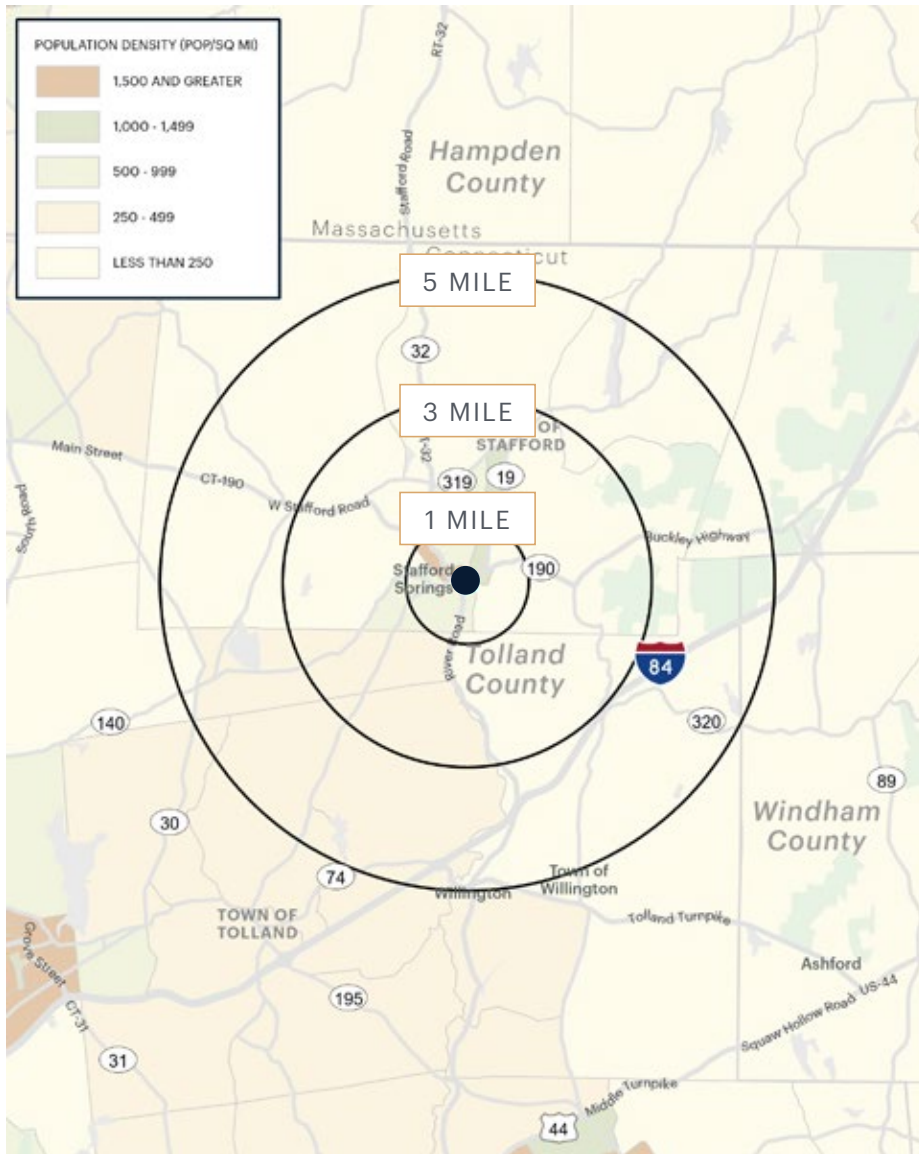 POPULATION DENSITY (POP/SQ MI)
1,500 AND GREATER
1,000 - 1,499
500 - 999
250 - 499
LESS THAN 250
RT-32
Stafford Road
Hampden
County
Massachusetts
Connecticut
5 MILE
32
3 MILE
OF
STAFFORD
-32
Main Street
CT-190
319
19
South Road
W Stafford Road
1 MILE
Buckley Highway
Stafford
Springs
190
River Road
Tolland
County
84
140
320
89
30
Windham
County
74
Willington
Town of
Willington
TOWN OF
TOLLAND
Tolland Turnpike
Grove Street
Ashford
CT-31
195
Squaw Hollow Road US-44
31
Middle Turnpike
44